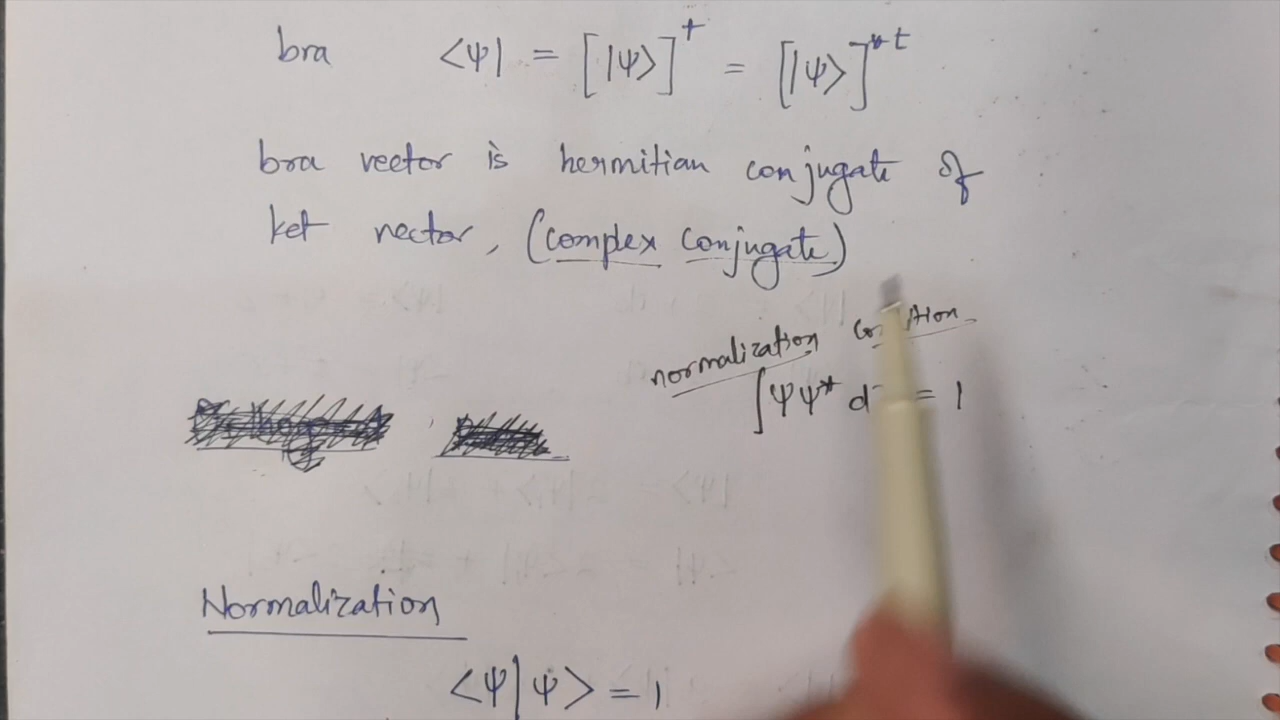 bra <ψ| = [|ψ>]† = [|ψ>]*t
bra vector is hermitian conjugate of
ket vector, (complex conjugate)
normalization
∫ψψ* d = 1
Normalization
<ψ|ψ> = 1